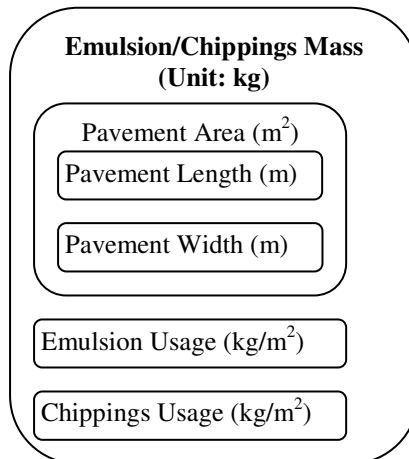 Emulsion/Chippings Mass
(Unit: kg)
Pavement Area (m²)
Pavement Length (m)
Pavement Width (m)
Emulsion Usage (kg/m²)
Chippings Usage (kg/m²)